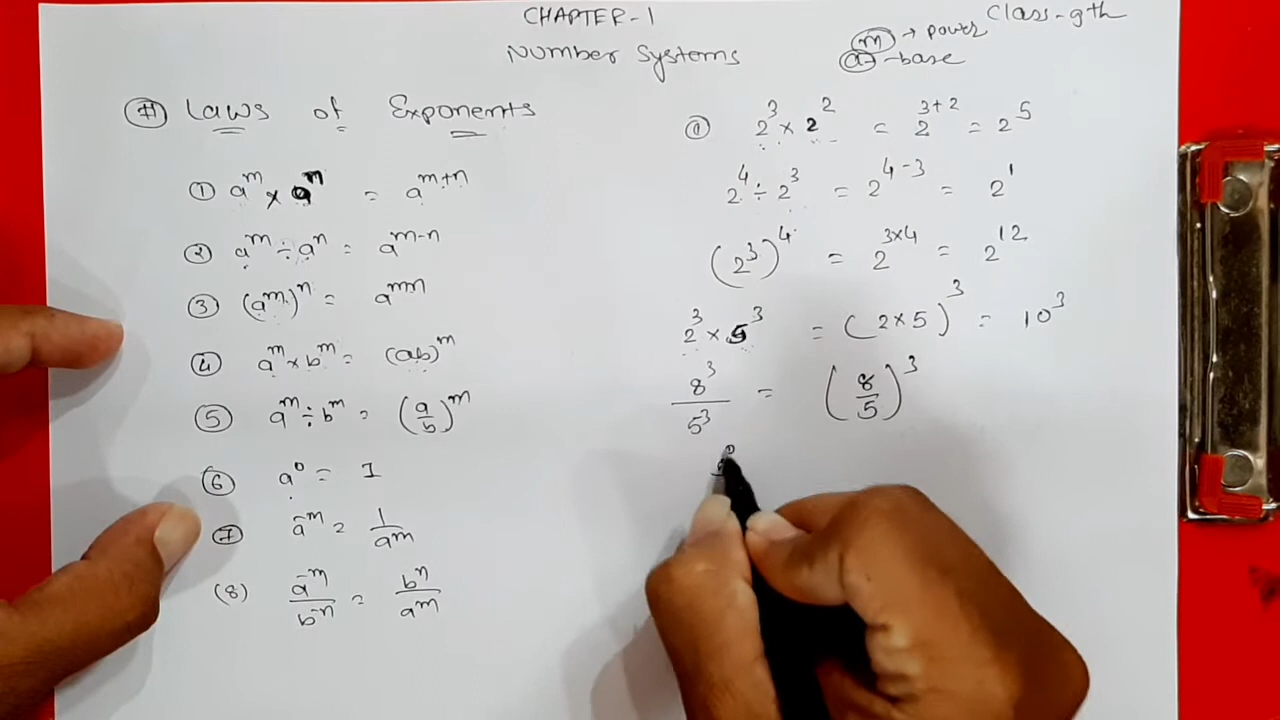 CHAPTER-1
Class-9th
Number Systems
m → power
a → base
# Laws of Exponents
① a^m × a^n = a^(m+n)
② a^m ÷ a^n = a^(m-n)
③ (a^m)^n = a^(mn)
④ a^m × b^m = (ab)^m
⑤ a^m ÷ b^m = (a/b)^m
⑥ a^0 = 1
⑦ a^-m = 1/a^m
(8) a^-m/b^-n = b^n/a^m
① 2^3 × 2^2 = 2^(3+2) = 2^5
2^4 ÷ 2^3 = 2^(4-3) = 2^1
(2^3)^4 = 2^(3×4) = 2^12
2^3 × 5^3 = (2×5)^3 = 10^3
8^3/5^3 = (8/5)^3